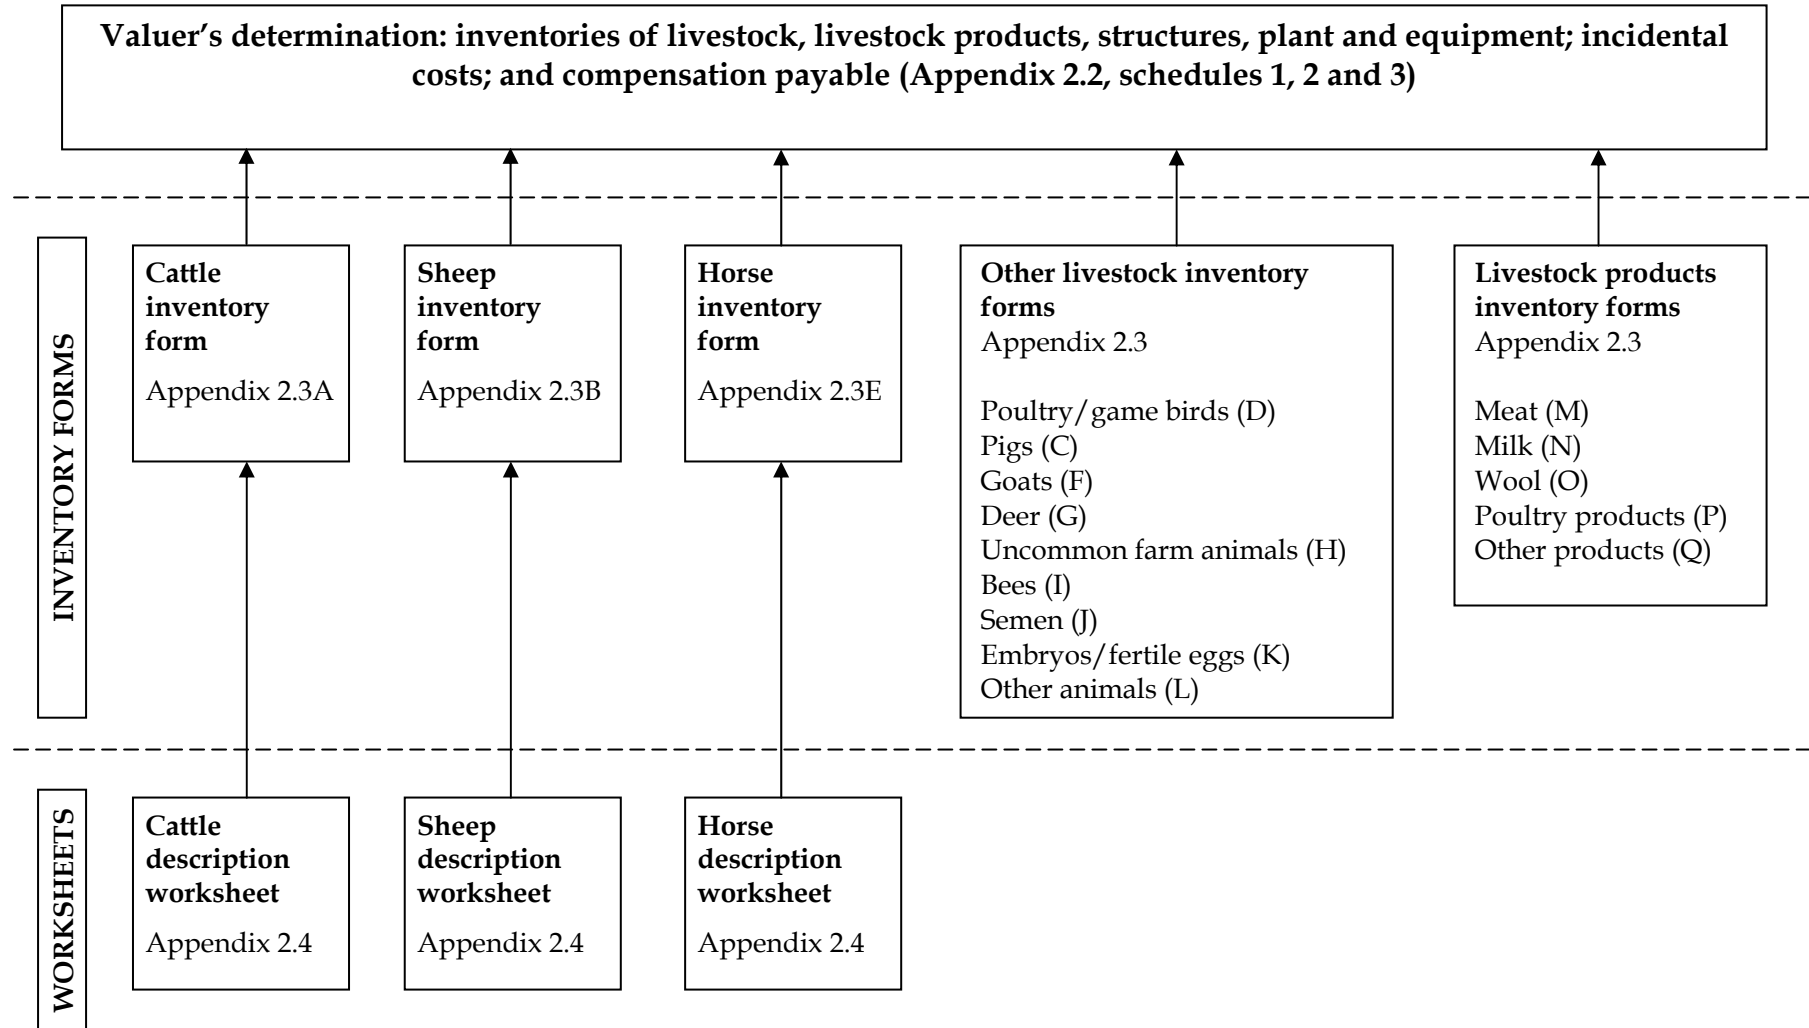 Valuer’s determination: inventories of livestock, livestock products, structures, plant and equipment; incidental
costs; and compensation payable (Appendix 2.2, schedules 1, 2 and 3)
INVENTORY FORMS
Cattle
inventory
form
Appendix 2.3A
Sheep
inventory
form
Appendix 2.3B
Horse
inventory
form
Appendix 2.3E
Other livestock inventory
forms
Appendix 2.3
Poultry/game birds (D)
Pigs (C)
Goats (F)
Deer (G)
Uncommon farm animals (H)
Bees (I)
Semen (J)
Embryos/fertile eggs (K)
Other animals (L)
Livestock products
inventory forms
Appendix 2.3
Meat (M)
Milk (N)
Wool (O)
Poultry products (P)
Other products (Q)
WORKSHEETS
Cattle
description
worksheet
Appendix 2.4
Sheep
description
worksheet
Appendix 2.4
Horse
description
worksheet
Appendix 2.4